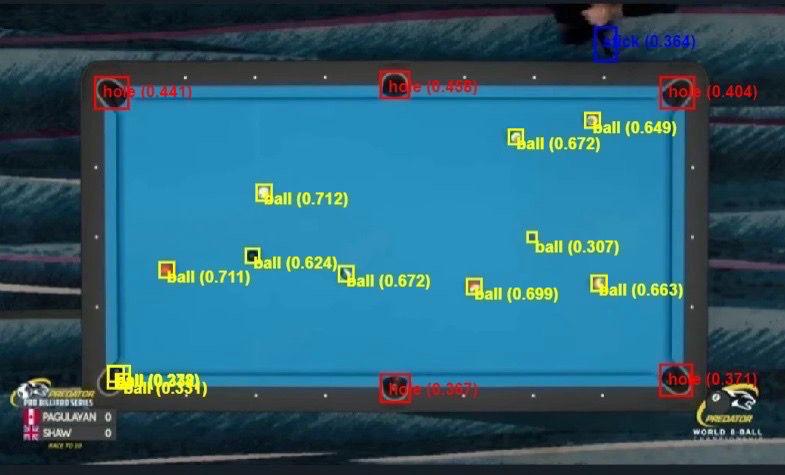 stick (0.364)
hole (0.441)
hole (0.458)
hole (0.404)
ball (0.649)
ball (0.672)
ball (0.712)
ball (0.307)
ball (0.624)
ball (0.711)
ball (0.672)
ball (0.699)
ball (0.663)
hole (0.371)
ball (0.331)
hole (0.367)
PREDATOR
PRO BILLIARD SERIES
PAGULAYAN 0
SHAW 0
RACE TO 10
PREDATOR
WORLD 8-BALL
CHAMPIONSHIP